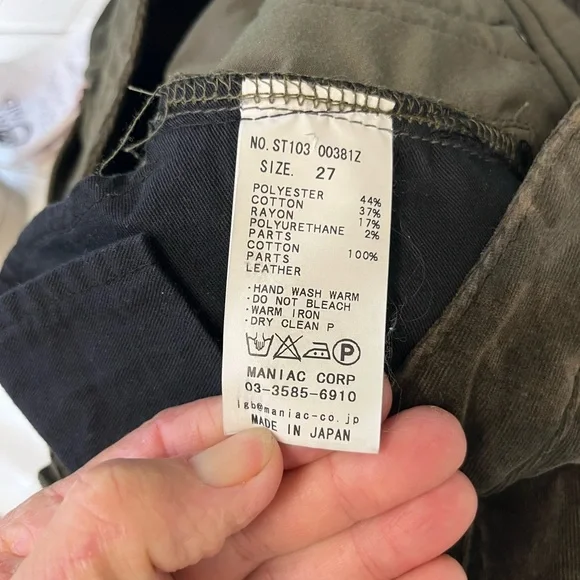 NO. ST103 00381Z
SIZE. 27
POLYESTER 44%
COTTON 37%
RAYON 17%
POLYURETHANE 2%
PARTS
COTTON 100%
PARTS
LEATHER
·HAND WASH WARM
·DO NOT BLEACH
·WARM IRON
·DRY CLEAN P
P
MANIAC CORP
03-3585-6910
lgb@maniac-co.jp
MADE IN JAPAN